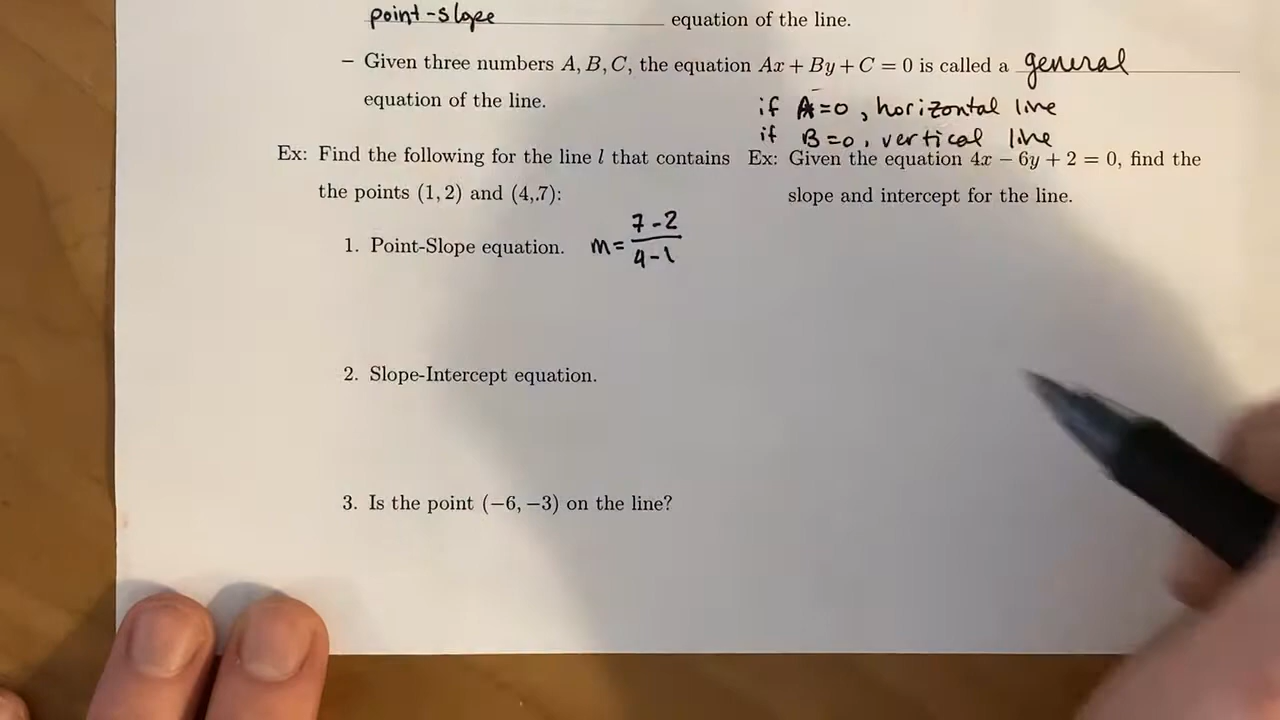 point-slope equation of the line.
– Given three numbers A, B, C, the equation Ax + By + C = 0 is called a general
equation of the line.
if A=0, horizontal line
if B=0, vertical line
Ex: Find the following for the line l that contains
the points (1, 2) and (4, 7):
1. Point-Slope equation. m = 7-2 / 4-1
2. Slope-Intercept equation.
3. Is the point (−6, −3) on the line?
Ex: Given the equation 4x − 6y + 2 = 0, find the
slope and intercept for the line.